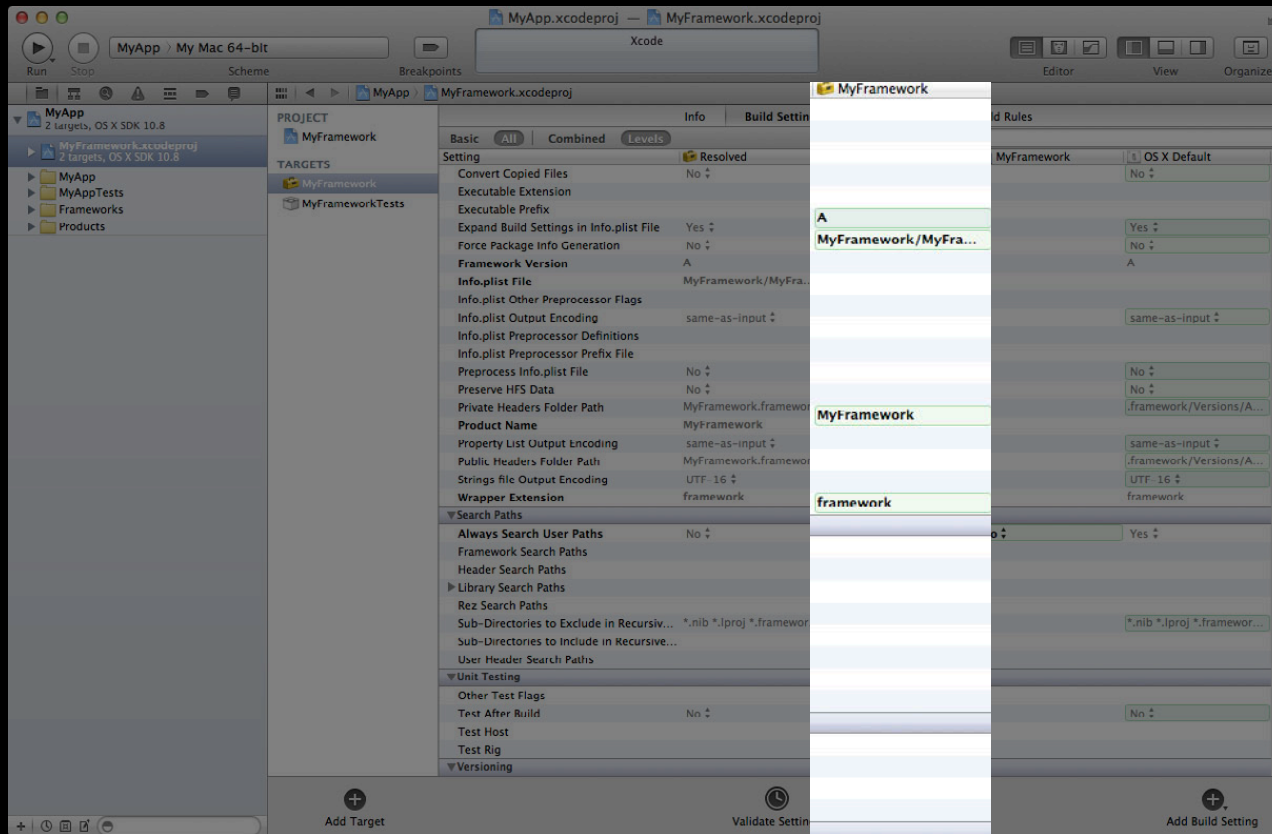 MyApp.xcodeproj — MyFramework.xcodeproj
MyApp My Mac 64-bit
Xcode
Run Stop Scheme Breakpoints Editor View Organize
MyApp MyFramework.xcodeproj
MyApp
2 targets, OS X SDK 10.8
MyFramework.xcodeproj
2 targets, OS X SDK 10.8
MyApp
MyAppTests
Frameworks
Products
PROJECT
MyFramework
TARGETS
MyFramework
MyFrameworkTests
Info Build Settin d Rules
Basic All Combined Levels
Setting Resolved MyFramework MyFramework OS X Default
Convert Copied Files No No
Executable Extension
Executable Prefix
Expand Build Settings in Info.plist File Yes A Yes
Force Package Info Generation No MyFramework/MyFra... No
Framework Version A A
Info.plist File MyFramework/MyFra..
Info.plist Other Preprocessor Flags
Info.plist Output Encoding same-as-input same-as-input
Info.plist Preprocessor Definitions
Info.plist Preprocessor Prefix File
Preprocess Info.plist File No No
Preserve HFS Data No No
Private Headers Folder Path MyFramework.framewor .framework/Versions/A...
Product Name MyFramework MyFramework
Property List Output Encoding same-as-input same-as-input
Public Headers Folder Path MyFramework.framewor .framework/Versions/A...
Strings file Output Encoding UTF-16 UTF-16
Wrapper Extension framework framework framework
Search Paths
Always Search User Paths No o Yes
Framework Search Paths
Header Search Paths
Library Search Paths
Rez Search Paths
Sub-Directories to Exclude in Recursiv... *.nib *.lproj *.framewor *.nib *.lproj *.framewor...
Sub-Directories to Include in Recursive...
User Header Search Paths
Unit Testing
Other Test Flags
Test After Build No No
Test Host
Test Rig
Versioning
Add Target Validate Settin Add Build Setting